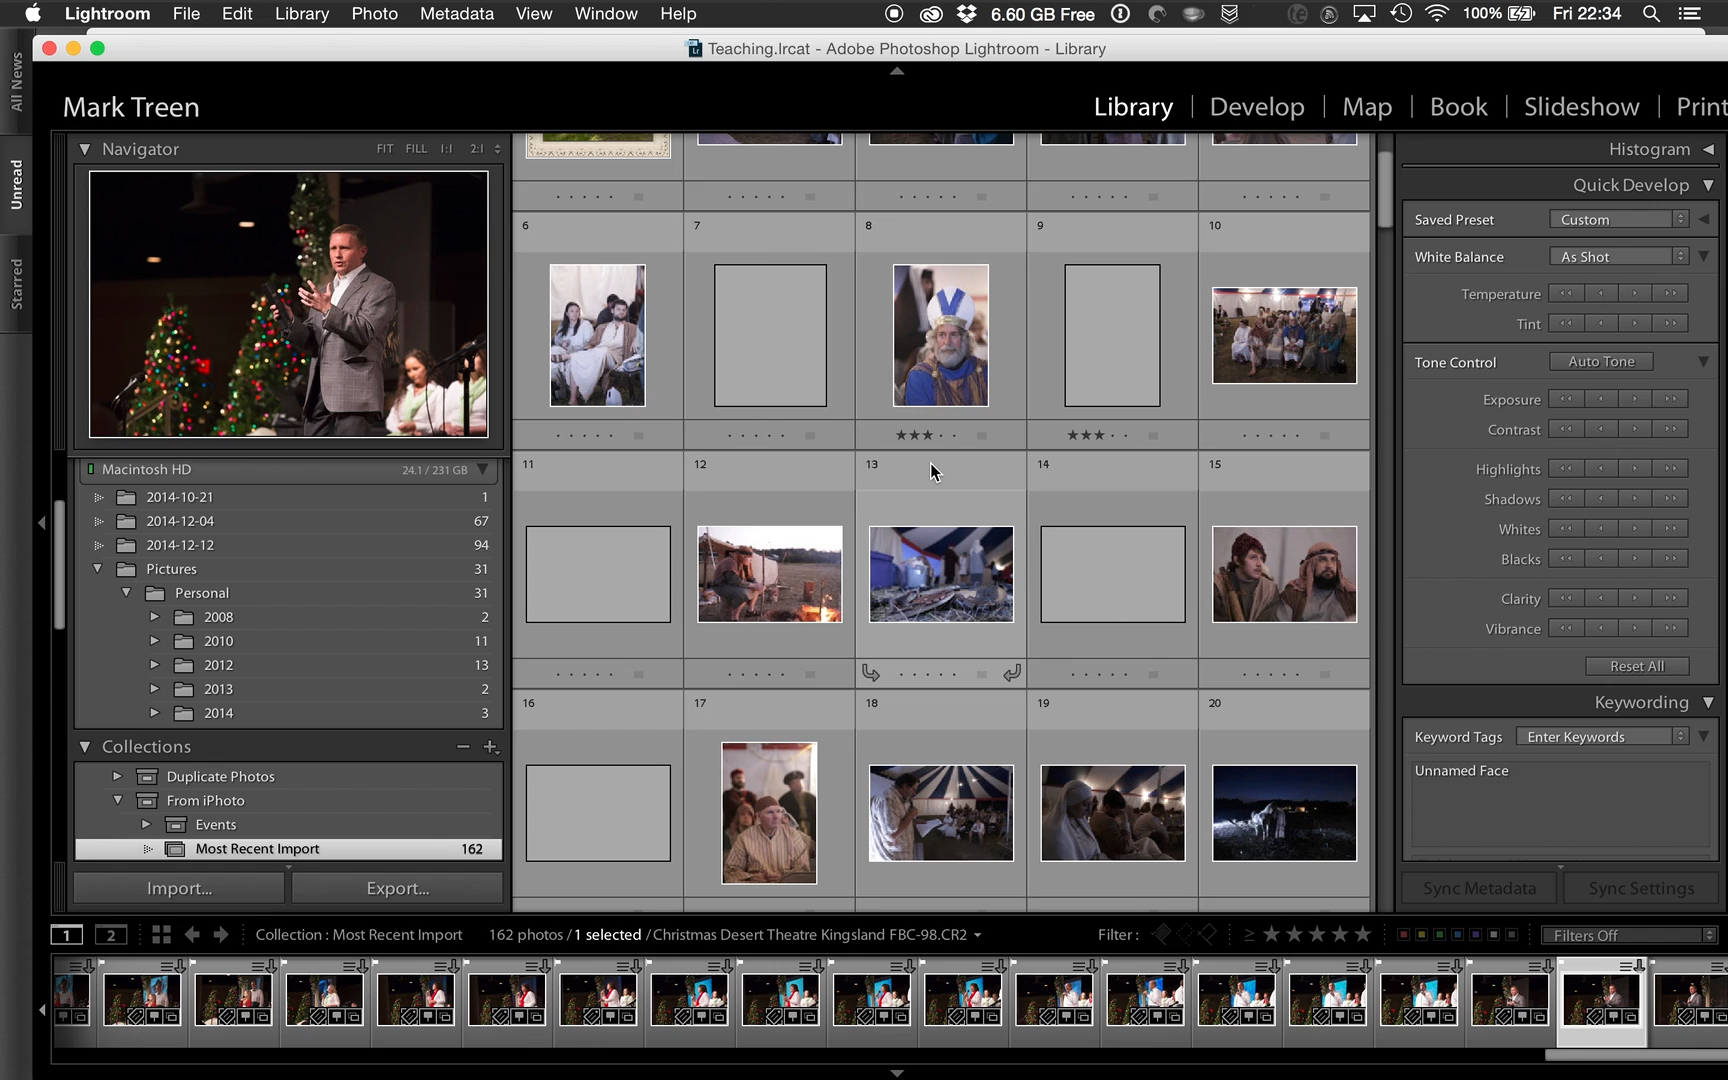 Lightroom File Edit Library Photo Metadata View Window Help 6.60 GB Free 100% Fri 22:34
Teaching.lrcat - Adobe Photoshop Lightroom - Library
All News
Unread
Starred
Mark Treen
Library | Develop | Map | Book | Slideshow | Print
Navigator FIT FILL 1:1 2:1
Macintosh HD 24.1 / 231 GB
2014-10-21 1
2014-12-04 67
2014-12-12 94
Pictures 31
Personal 31
2008 2
2010 11
2012 13
2013 2
2014 3
Collections
Duplicate Photos
From iPhoto
Events
Most Recent Import 162
Import... Export...
6 7 8 9 10
11 12 13 14 15
16 17 18 19 20
Histogram
Quick Develop
Saved Preset Custom
White Balance As Shot
Temperature
Tint
Tone Control Auto Tone
Exposure
Contrast
Highlights
Shadows
Whites
Blacks
Clarity
Vibrance
Reset All
Keywording
Keyword Tags Enter Keywords
Unnamed Face
Sync Metadata Sync Settings
1 2 Collection : Most Recent Import 162 photos / 1 selected / Christmas Desert Theatre Kingsland FBC-98.CR2 Filter : ≥ ★★★★★ Filters Off